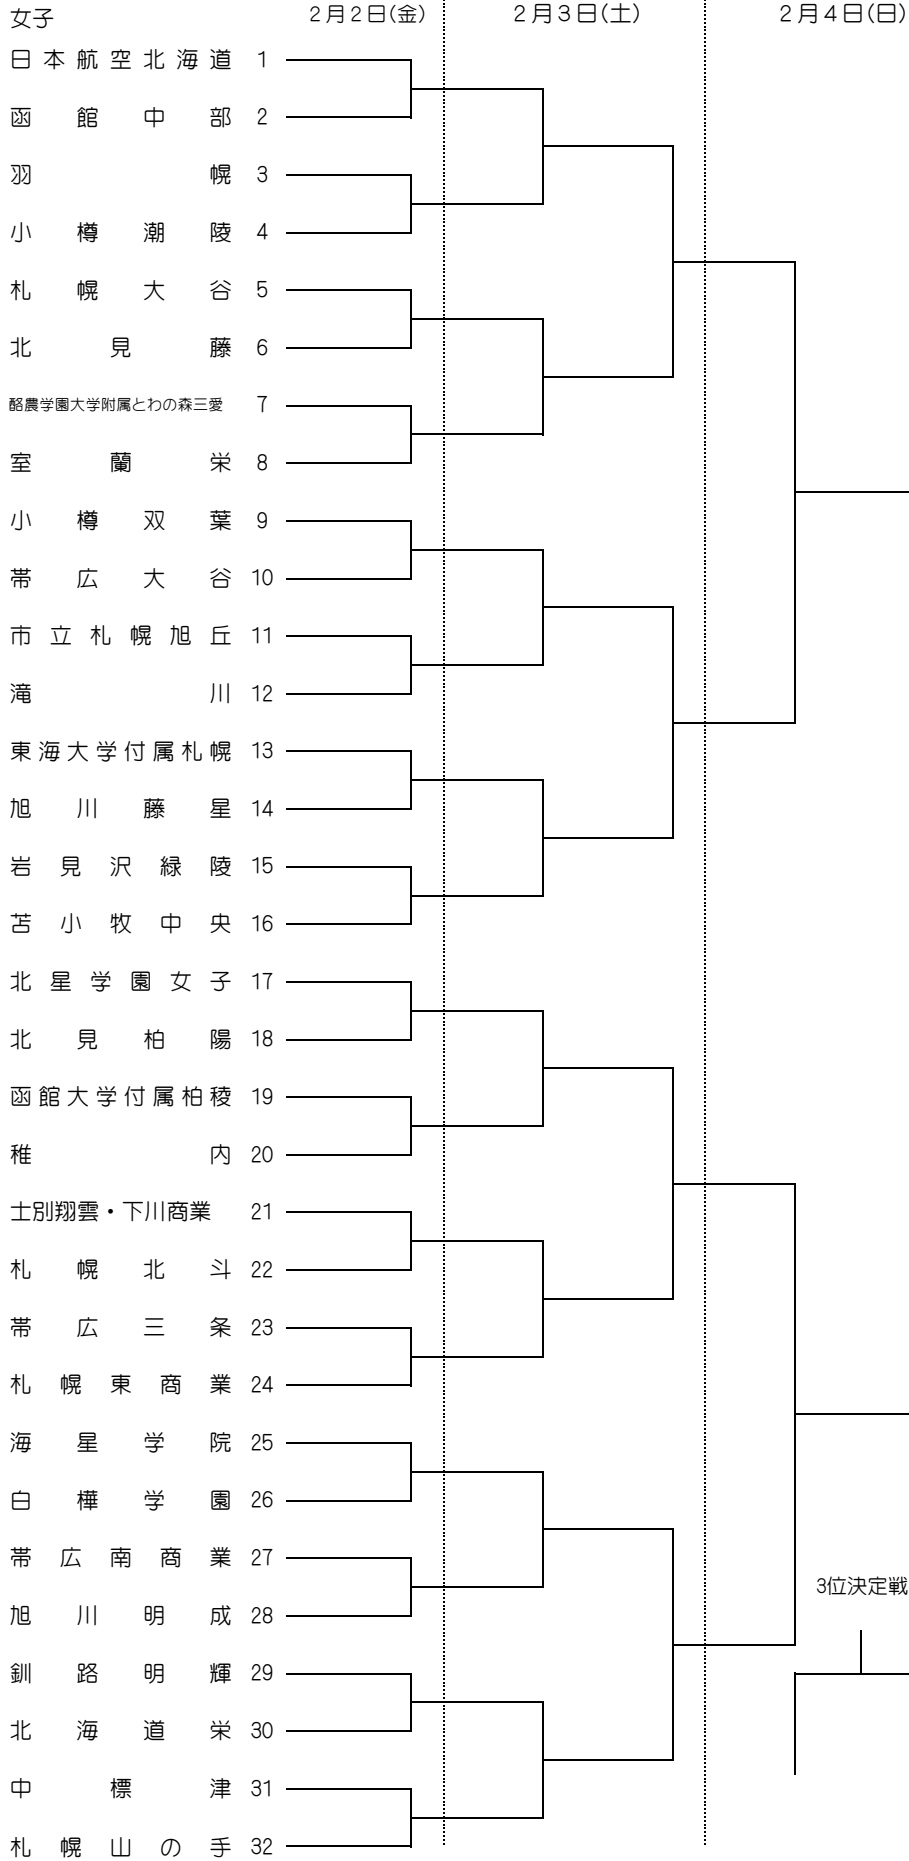 女子 2月2日(金) 2月3日(土) 2月4日(日)
日本航空北海道 1
函館中部 2
羽幌 3
小樽潮陵 4
札幌大谷 5
北見藤 6
酪農学園大学附属とわの森三愛 7
室蘭栄 8
小樽双葉 9
帯広大谷 10
市立札幌旭丘 11
滝川 12
東海大学付属札幌 13
旭川藤星 14
岩見沢緑陵 15
苫小牧中央 16
北星学園女子 17
北見柏陽 18
函館大学付属柏稜 19
稚内 20
士別翔雲・下川商業 21
札幌北斗 22
帯広三条 23
札幌東商業 24
海星学院 25
白樺学園 26
帯広南商業 27
3位決定戦
旭川明成 28
釧路明輝 29
北海道栄 30
中標津 31
札幌山の手 32